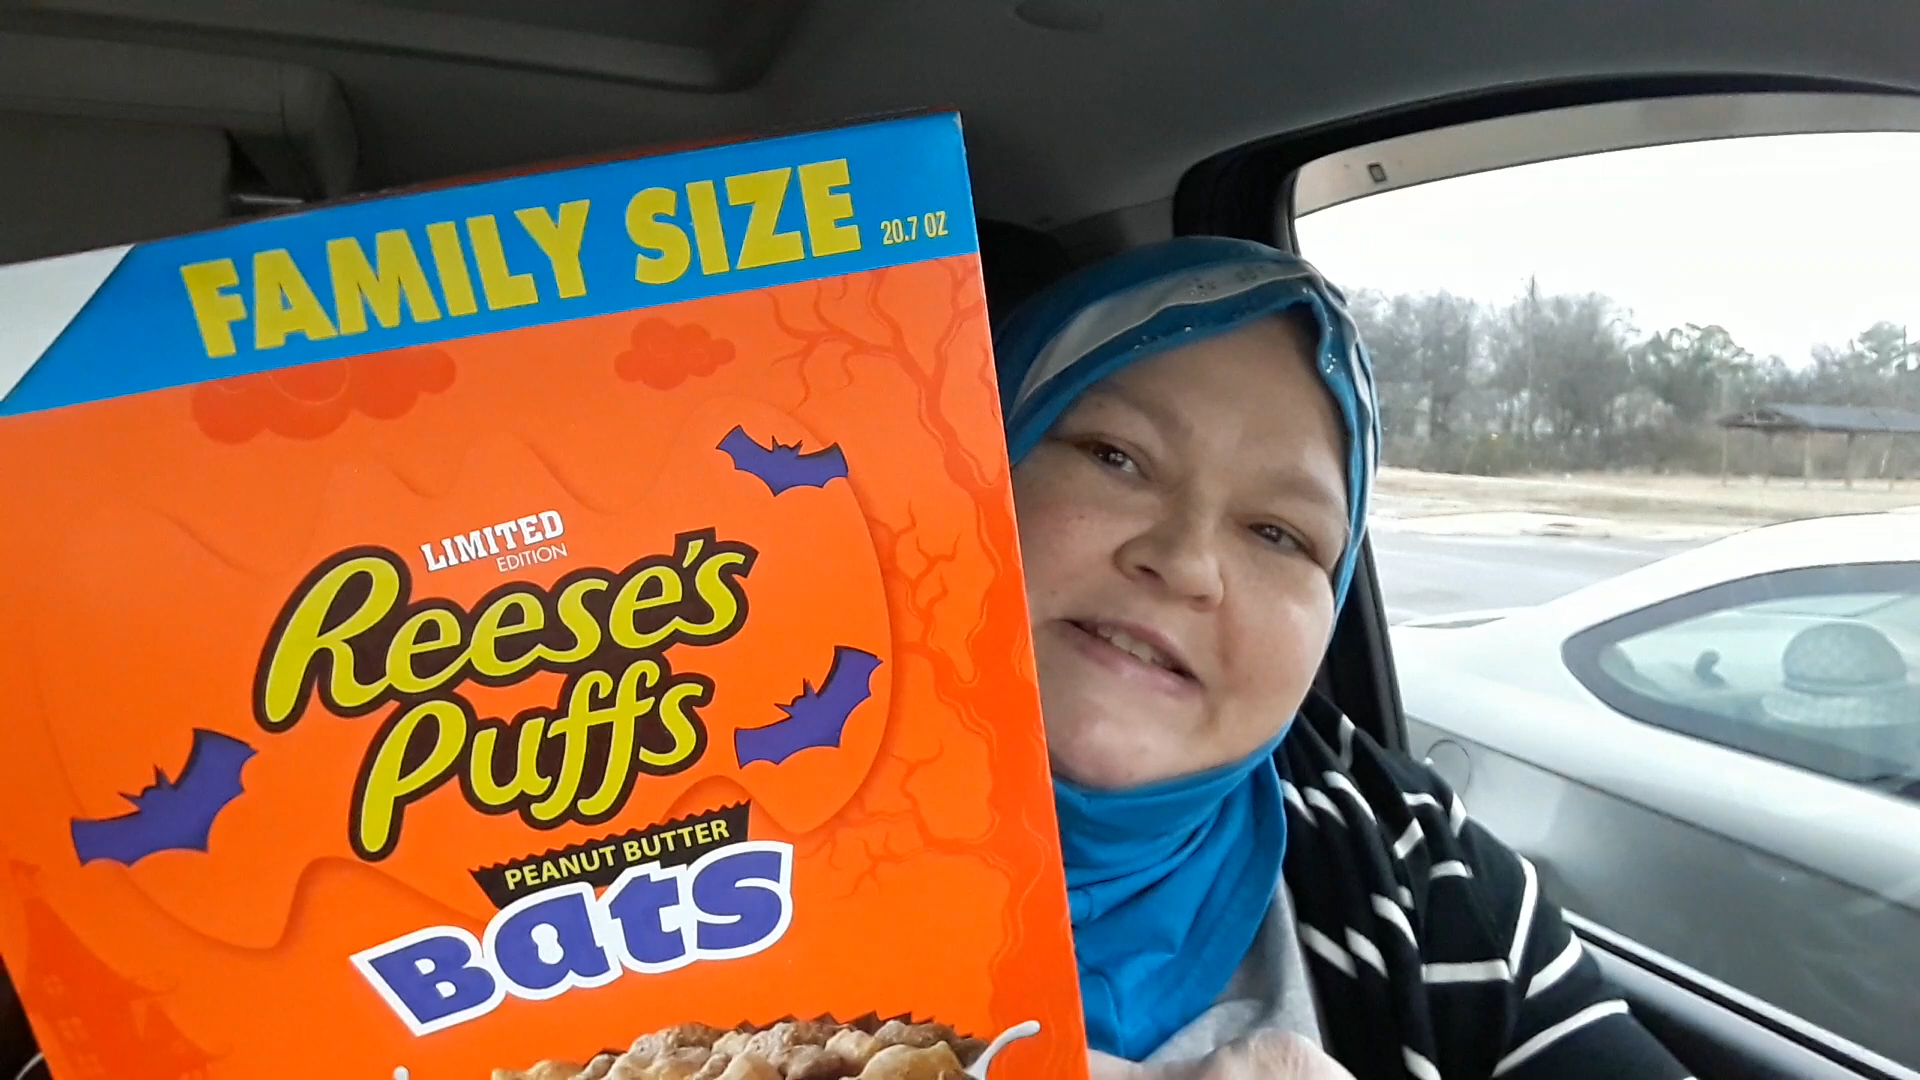 FAMILY SIZE 20.7 OZ
LIMITED
EDITION
Reese's
Puffs
PEANUT BUTTER
Bats